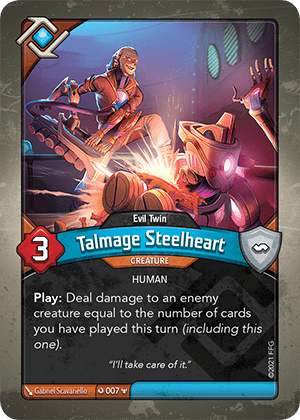 Evil Twin
Talmage Steelheart
CREATURE
3
HUMAN
Play: Deal damage to an enemy
creature equal to the number of cards
you have played this turn (including this
one).
"I'll take care of it."
Gabriel Scavariello
007
©2021 FFG